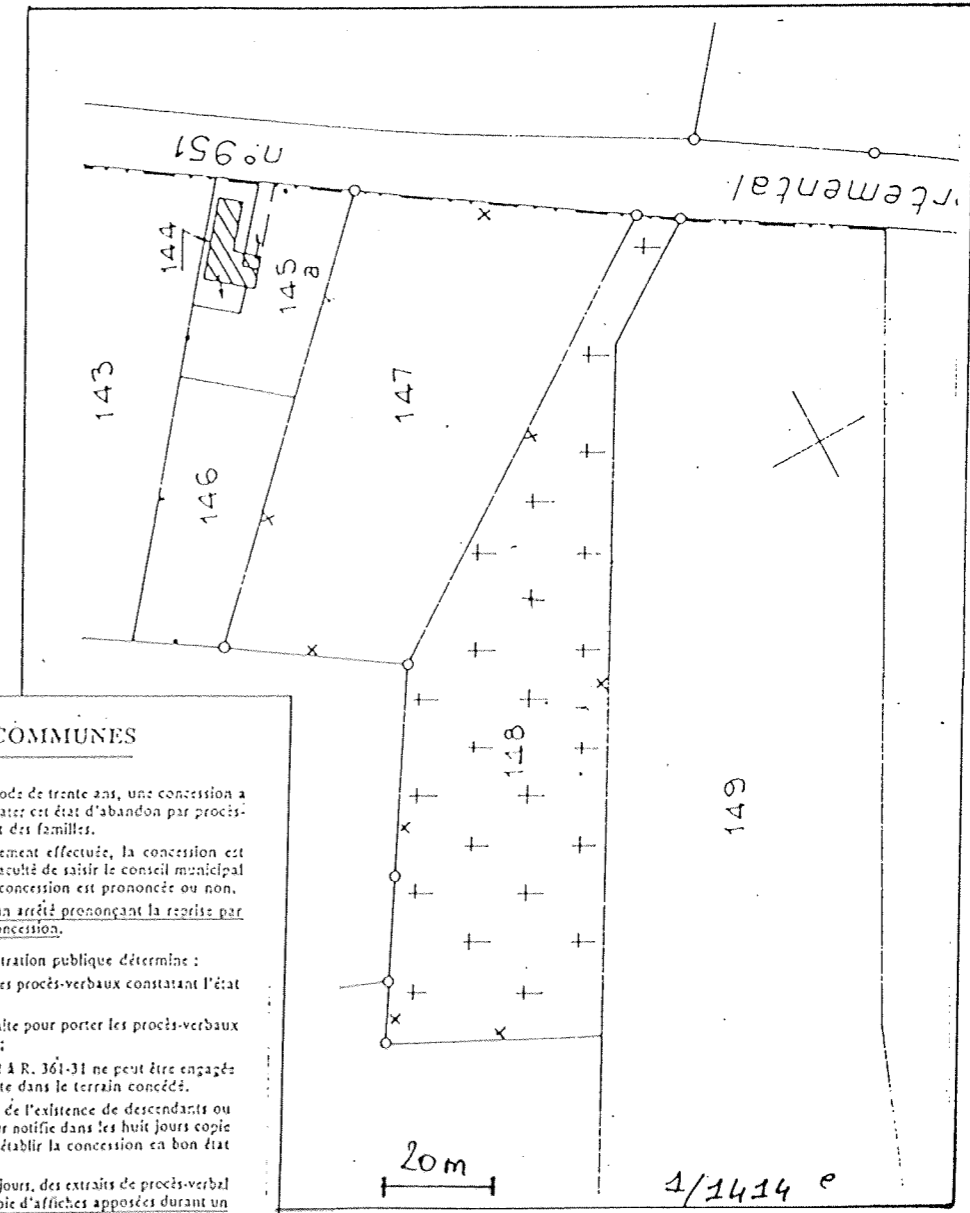 n° 951
rtemental
144
145
a
143
147
146
148
149
COMMUNES
ode de trente ans, une concession a
ater cet état d'abandon par procès-
t des familles.
ement effectuée, la concession est
aculté de saisir le conseil municipal
concession est prononcée ou non.
un arrêté prononçant la reprise par
oncession.
tration publique détermine :
es procès-verbaux constatant l'état
ite pour porter les procès-verbaux
;
à R. 361-31 ne peut être engagée
te dans le terrain concédé.
de l'existence de descendants ou
ur notifie dans les huit jours copie
établir la concession en bon état
jours, des extraits de procès-verbal
pie d'affiches apposées durant un
20 m
1/1414 e